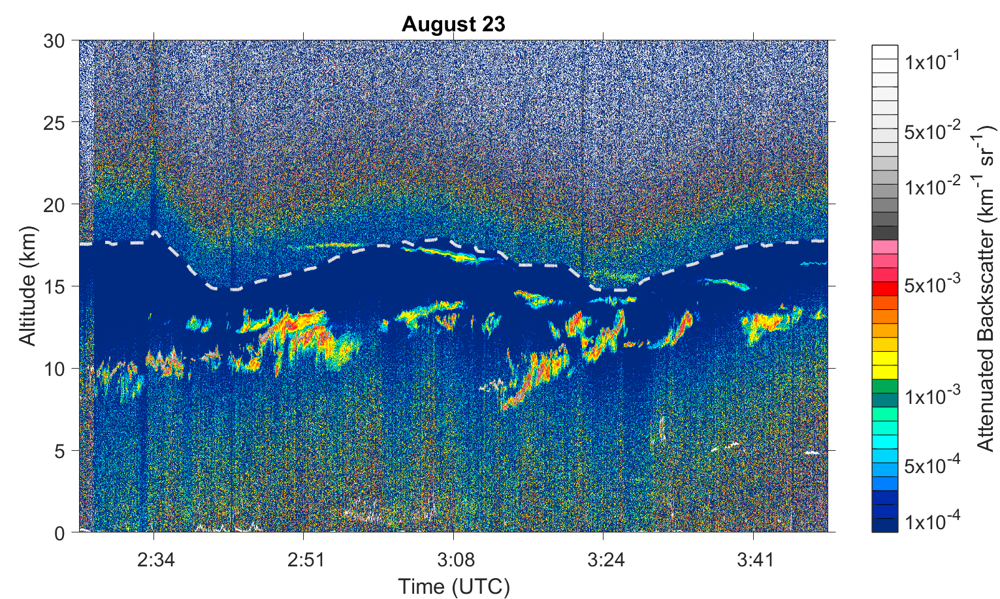 August 23
30
25
20
15
10
5
0
Altitude (km)
2:34
2:51
3:08
3:24
3:41
Time (UTC)
1x10⁻¹
5x10⁻²
1x10⁻²
5x10⁻³
1x10⁻³
5x10⁻⁴
1x10⁻⁴
Attenuated Backscatter (km⁻¹ sr⁻¹)